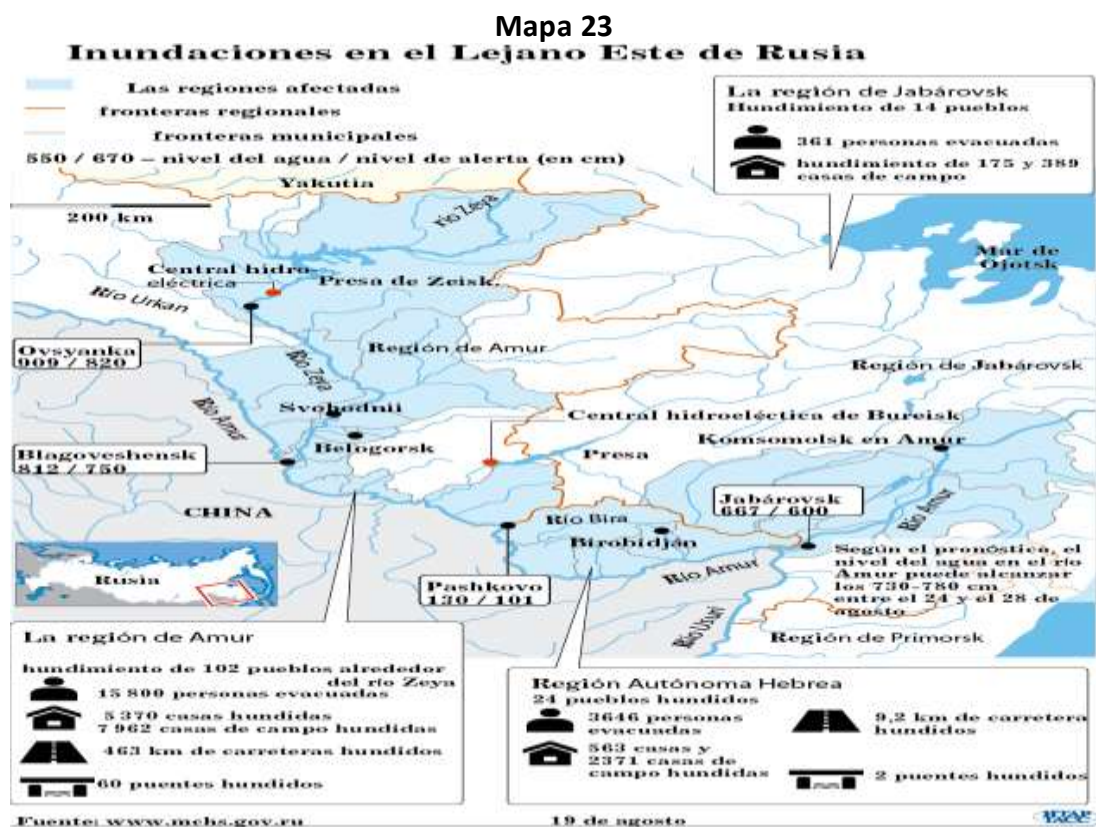 Mapa 23
Inundaciones en el Lejano Este de Rusia
Las regiones afectadas
fronteras regionales
fronteras municipales
550 / 670 – nivel del agua / nivel de alerta (en cm)
La región de Jabárovsk
Hundimiento de 14 pueblos
361 personas evacuadas
hundimiento de 175 y 389
casas de campo
Yakutia
200 km
río Zeya
Mar de
Ojotsk
Central hidro-
eléctrica
Presa de Zeisk.
Río Urkan
Ovsyanka
909 / 820
Región de Amur
Río Zeya
Región de Jabárovsk
Río Amur
Svobodnii
Central hidroeléctica de Bureisk
Belogorsk
Komsomolsk en Amur
Blagoveshensk
812 / 750
Presa
CHINA
Jabárovsk
667 / 600
Río Amur
Río Bira
Birobidján
Rusia
Pashkovo
130 / 101
Río Amur
Según el pronóstico, el
nivel del agua en el río
Amur puede alcanzar
los 730-780 cm
entre el 24 y el 28 de
agosto
Río Usuri
Región de Primorsk
La región de Amur
hundimiento de 102 pueblos alrededor
del río Zeya
15 800 personas evacuadas
5 370 casas hundidas
7 962 casas de campo hundidas
463 km de carreteras hundidos
60 puentes hundidos
Región Autónoma Hebrea
24 pueblos hundidos
3646 personas
evacuadas
563 casas y
2371 casas de
campo hundidas
9,2 km de carretera
hundidos
2 puentes hundidos
Fuente: www.mchs.gov.ru
19 de agosto